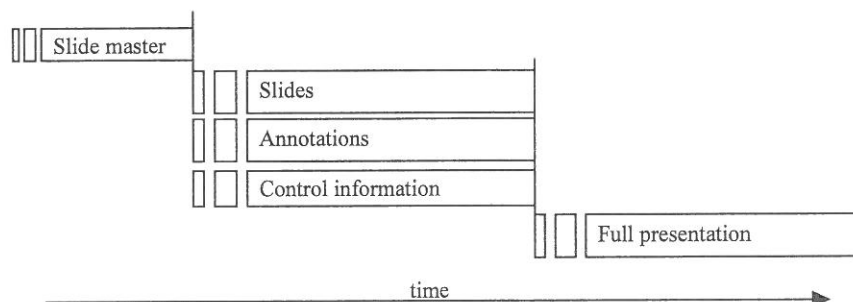 Slide master
Slides
Annotations
Control information
Full presentation
time